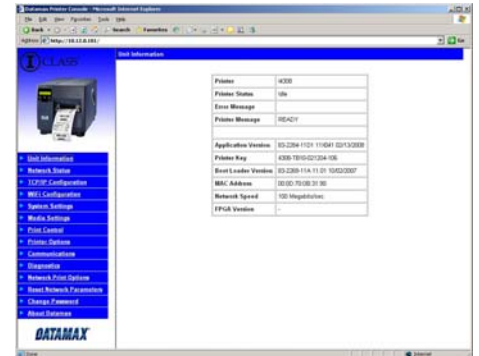 Datamax Printer Console - Microsoft Internet Explorer
File Edit View Favorites Tools Help
Back Search Favorites
Address http://10.13.8.181/ Go
I CLASS
Unit Information
Network Status
TCP/IP Configuration
WiFi Configuration
System Settings
Media Settings
Print Control
Printer Options
Communications
Diagnostics
Network Print Options
Reset Network Parameters
Change Password
About Datamax
DATAMAX
Unit Information
Printer
Printer Status Idle
Error Message
Printer Message READY
Application Version
Printer Key
Boot Loader Version
MAC Address
Network Speed 100 Megabits/sec
FPGA Version -
Done
Internet